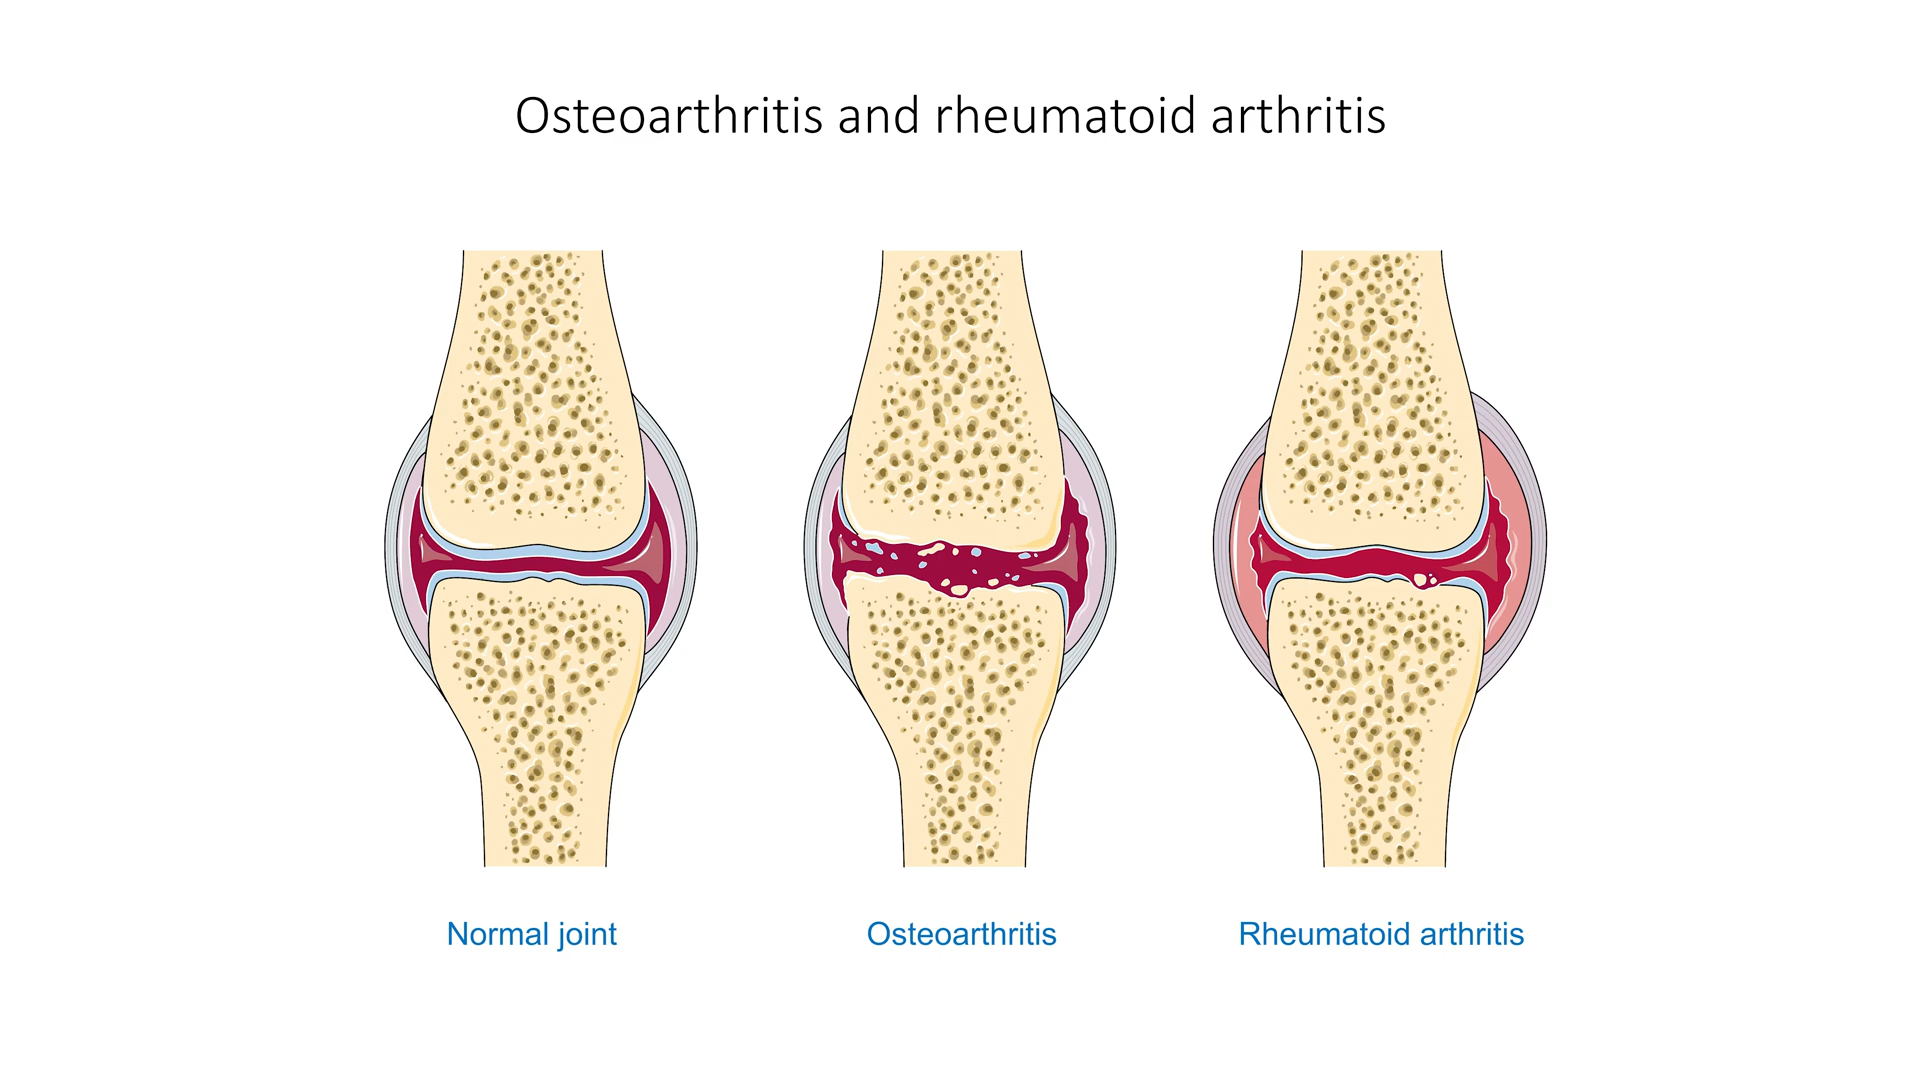 Osteoarthritis and rheumatoid arthritis
Normal joint
Osteoarthritis
Rheumatoid arthritis